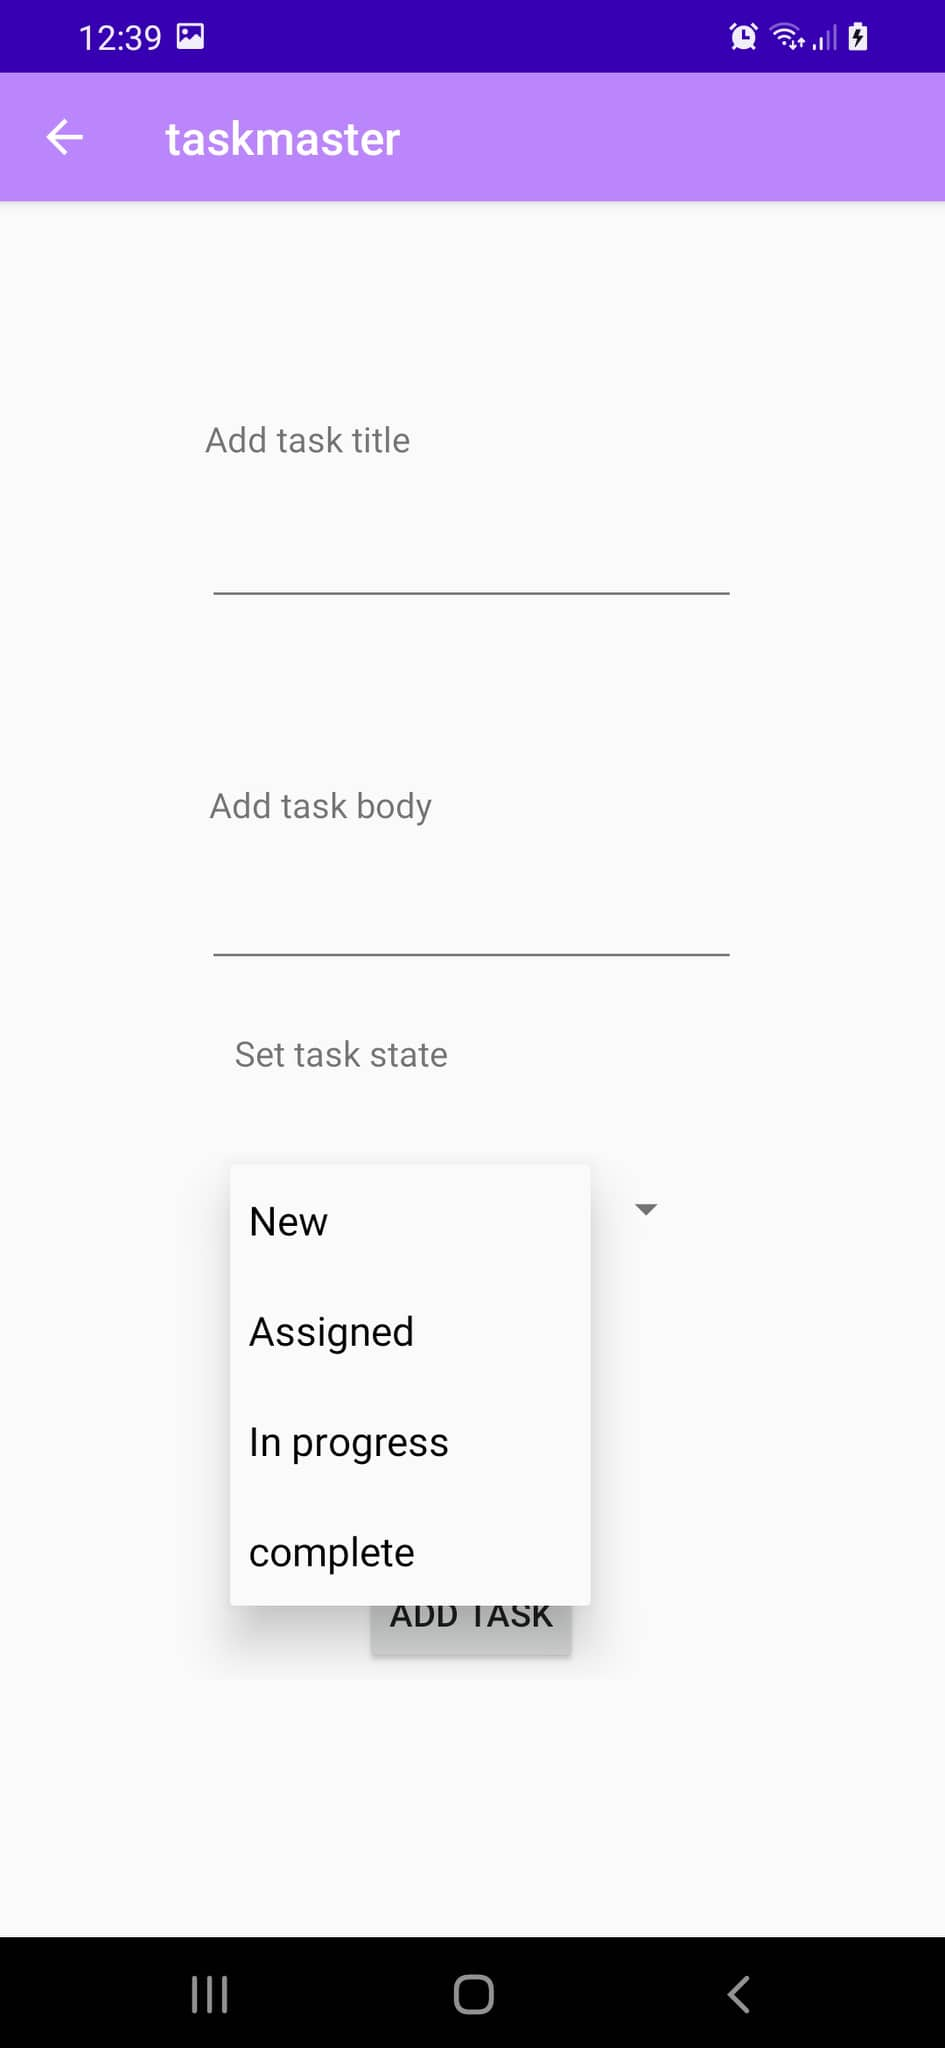 12:39
taskmaster
Add task title
Add task body
Set task state
New
Assigned
In progress
complete
ADD TASK